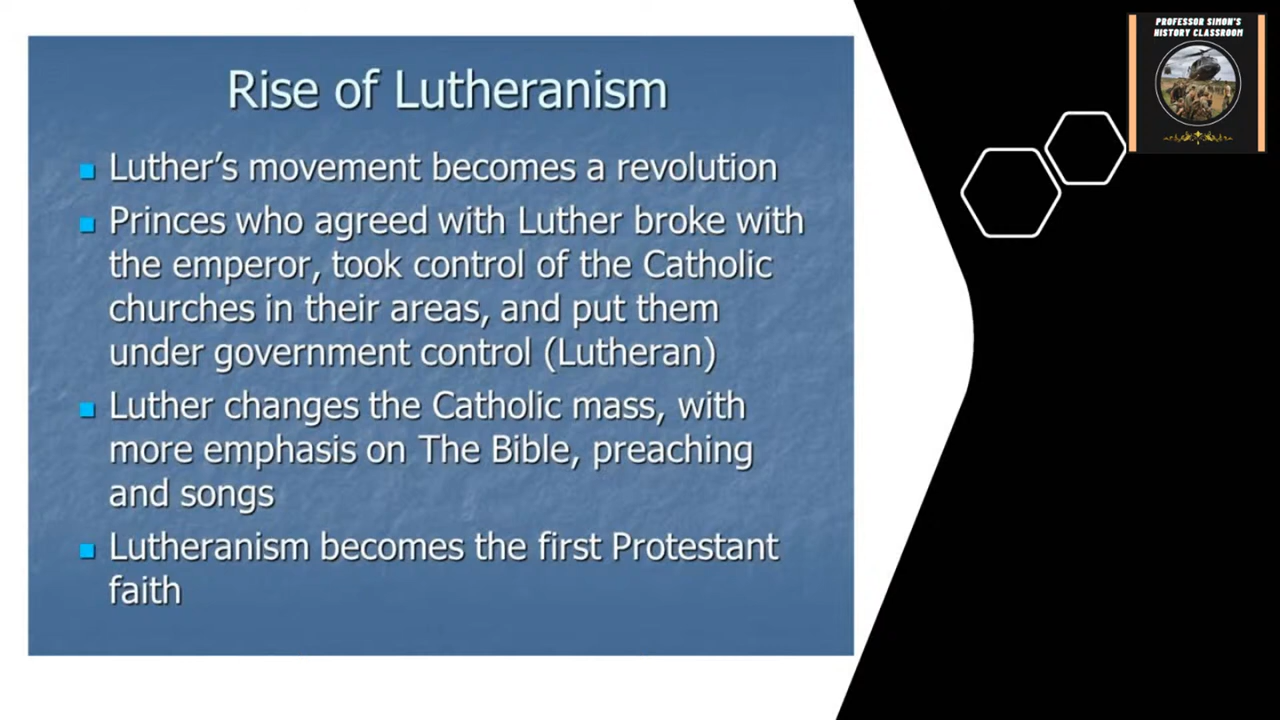 Rise of Lutheranism
Luther's movement becomes a revolution
Princes who agreed with Luther broke with
the emperor, took control of the Catholic
churches in their areas, and put them
under government control (Lutheran)
Luther changes the Catholic mass, with
more emphasis on The Bible, preaching
and songs
Lutheranism becomes the first Protestant
faith
PROFESSOR SIMON'S
HISTORY CLASSROOM